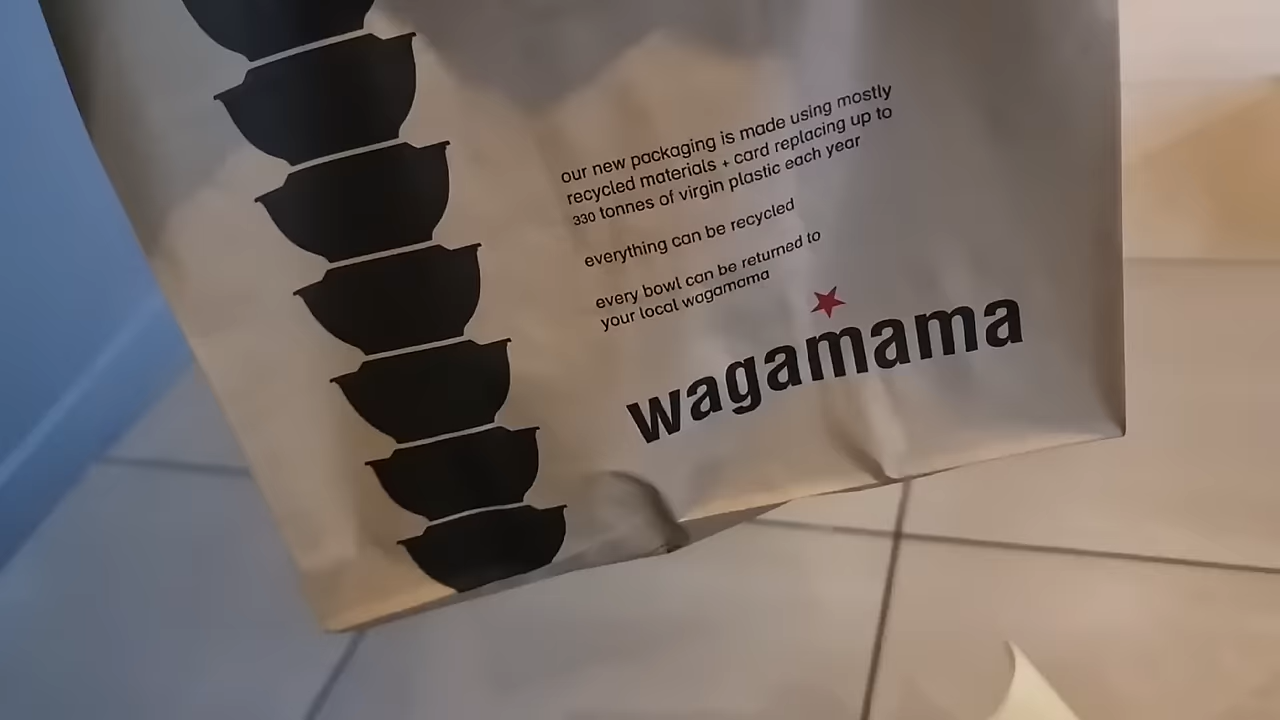 our new packaging is made using mostly
recycled materials + card replacing up to
330 tonnes of virgin plastic each year
everything can be recycled
every bowl can be returned to
your local wagamama
wagamama